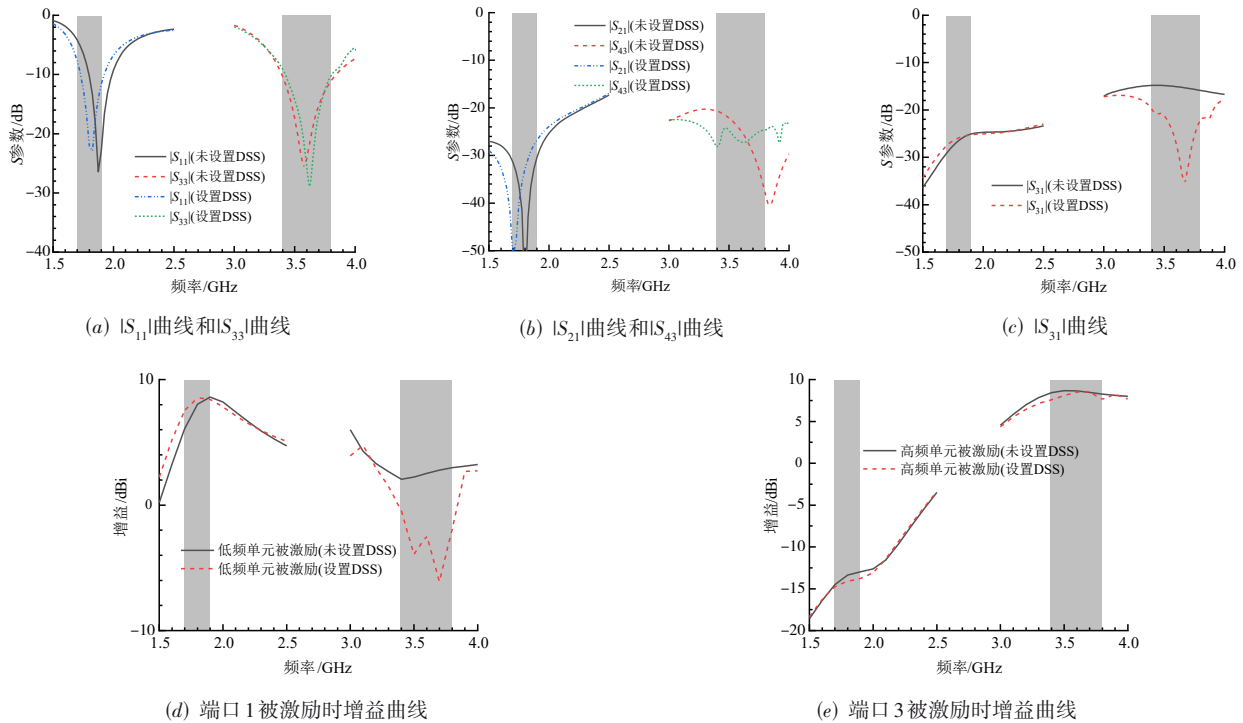 0
−10
−20
−30
−40
S参数/dB
|S₁₁|(未设置DSS)
|S₃₃|(未设置DSS)
|S₁₁|(设置DSS)
|S₃₃|(设置DSS)
1.5 2.0 2.5 3.0 3.5 4.0
频率/GHz
(a) |S₁₁|曲线和|S₃₃|曲线
0
−10
−20
−30
−40
−50
S参数/dB
|S₂₁|(未设置DSS)
|S₄₃|(未设置DSS)
|S₂₁|(设置DSS)
|S₄₃|(设置DSS)
1.5 2.0 2.5 3.0 3.5 4.0
频率/GHz
(b) |S₂₁|曲线和|S₄₃|曲线
0
−10
−20
−30
−40
−50
S参数/dB
|S₃₁|(未设置DSS)
|S₃₁|(设置DSS)
1.5 2.0 2.5 3.0 3.5 4.0
频率/GHz
(c) |S₃₁|曲线
10
0
−10
增益/dBi
低频单元被激励(未设置DSS)
低频单元被激励(设置DSS)
1.5 2.0 2.5 3.0 3.5 4.0
频率/GHz
(d) 端口1被激励时增益曲线
10
5
0
−5
−10
−15
−20
增益/dBi
高频单元被激励(未设置DSS)
高频单元被激励(设置DSS)
1.5 2.0 2.5 3.0 3.5 4.0
频率/GHz
(e) 端口3被激励时增益曲线